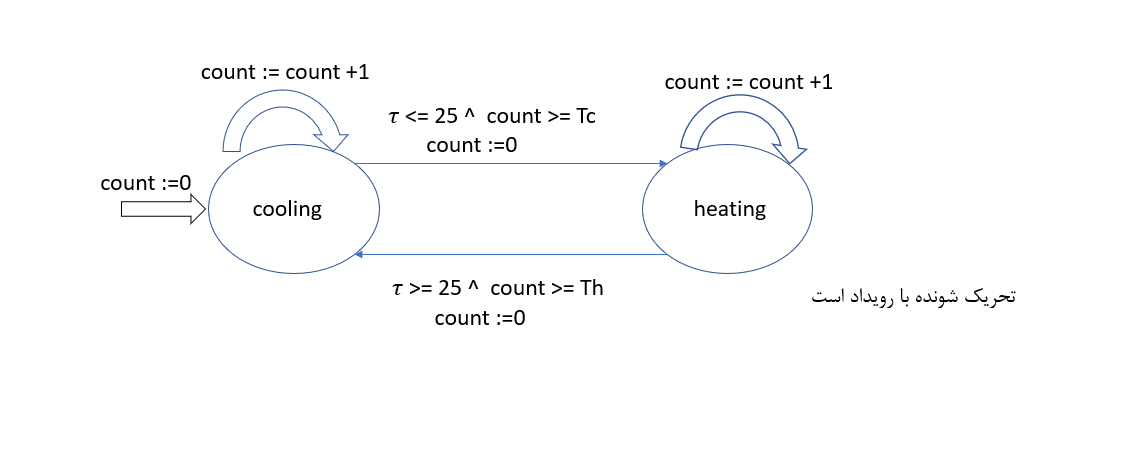 count := count +1
count := count +1
τ <= 25 ^ count >= Tc
count :=0
count :=0
cooling
heating
τ >= 25 ^ count >= Th
count :=0
تحریک شونده با رویداد است